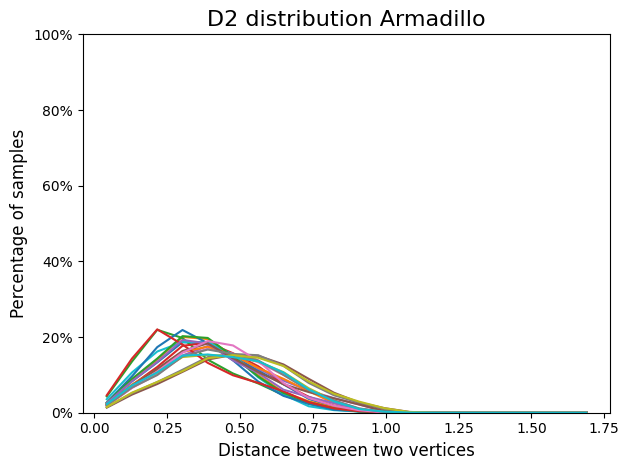 D2 distribution Armadillo
Percentage of samples
100%
80%
60%
40%
20%
0%
0.00 0.25 0.50 0.75 1.00 1.25 1.50 1.75
Distance between two vertices